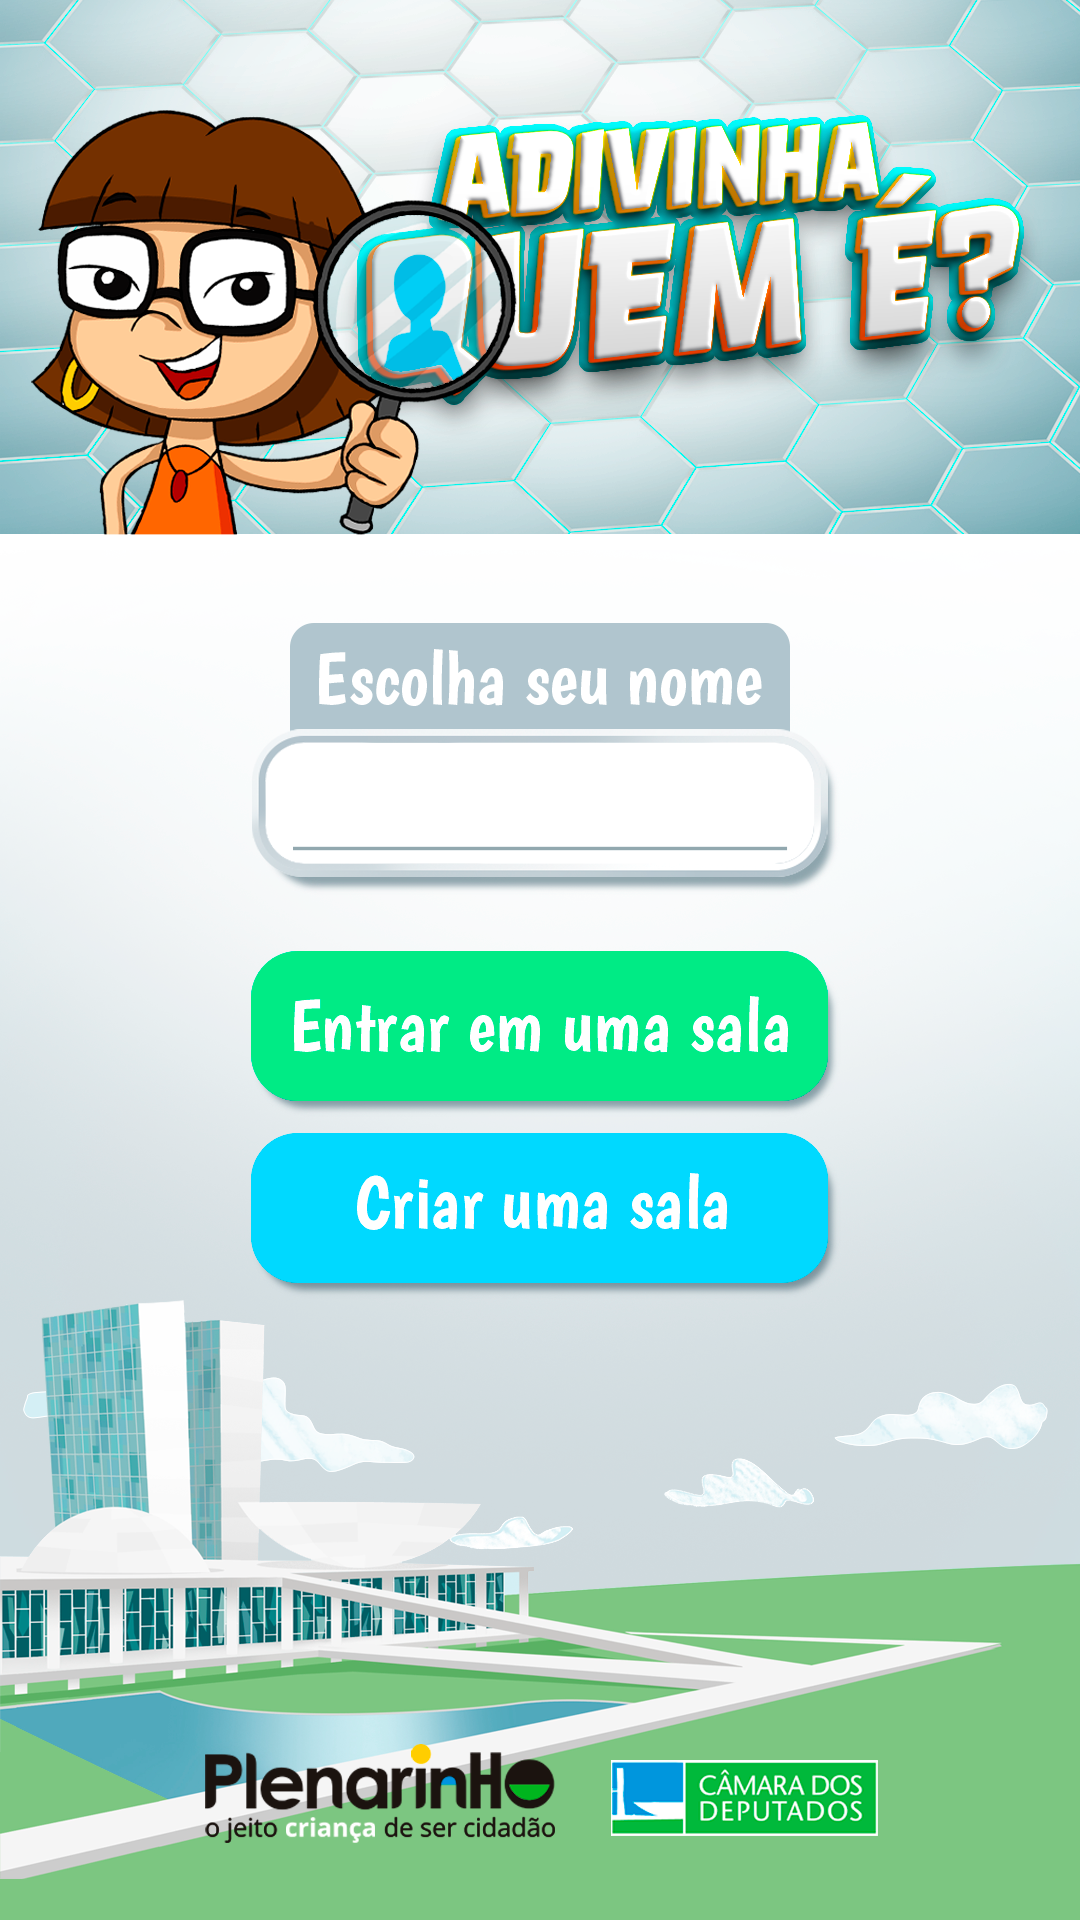 ADIVINHA
QUEM É?
Escolha seu nome
Entrar em uma sala
Criar uma sala
PlenarinHo
o jeito criança de ser cidadão
CÂMARA DOS
DEPUTADOS